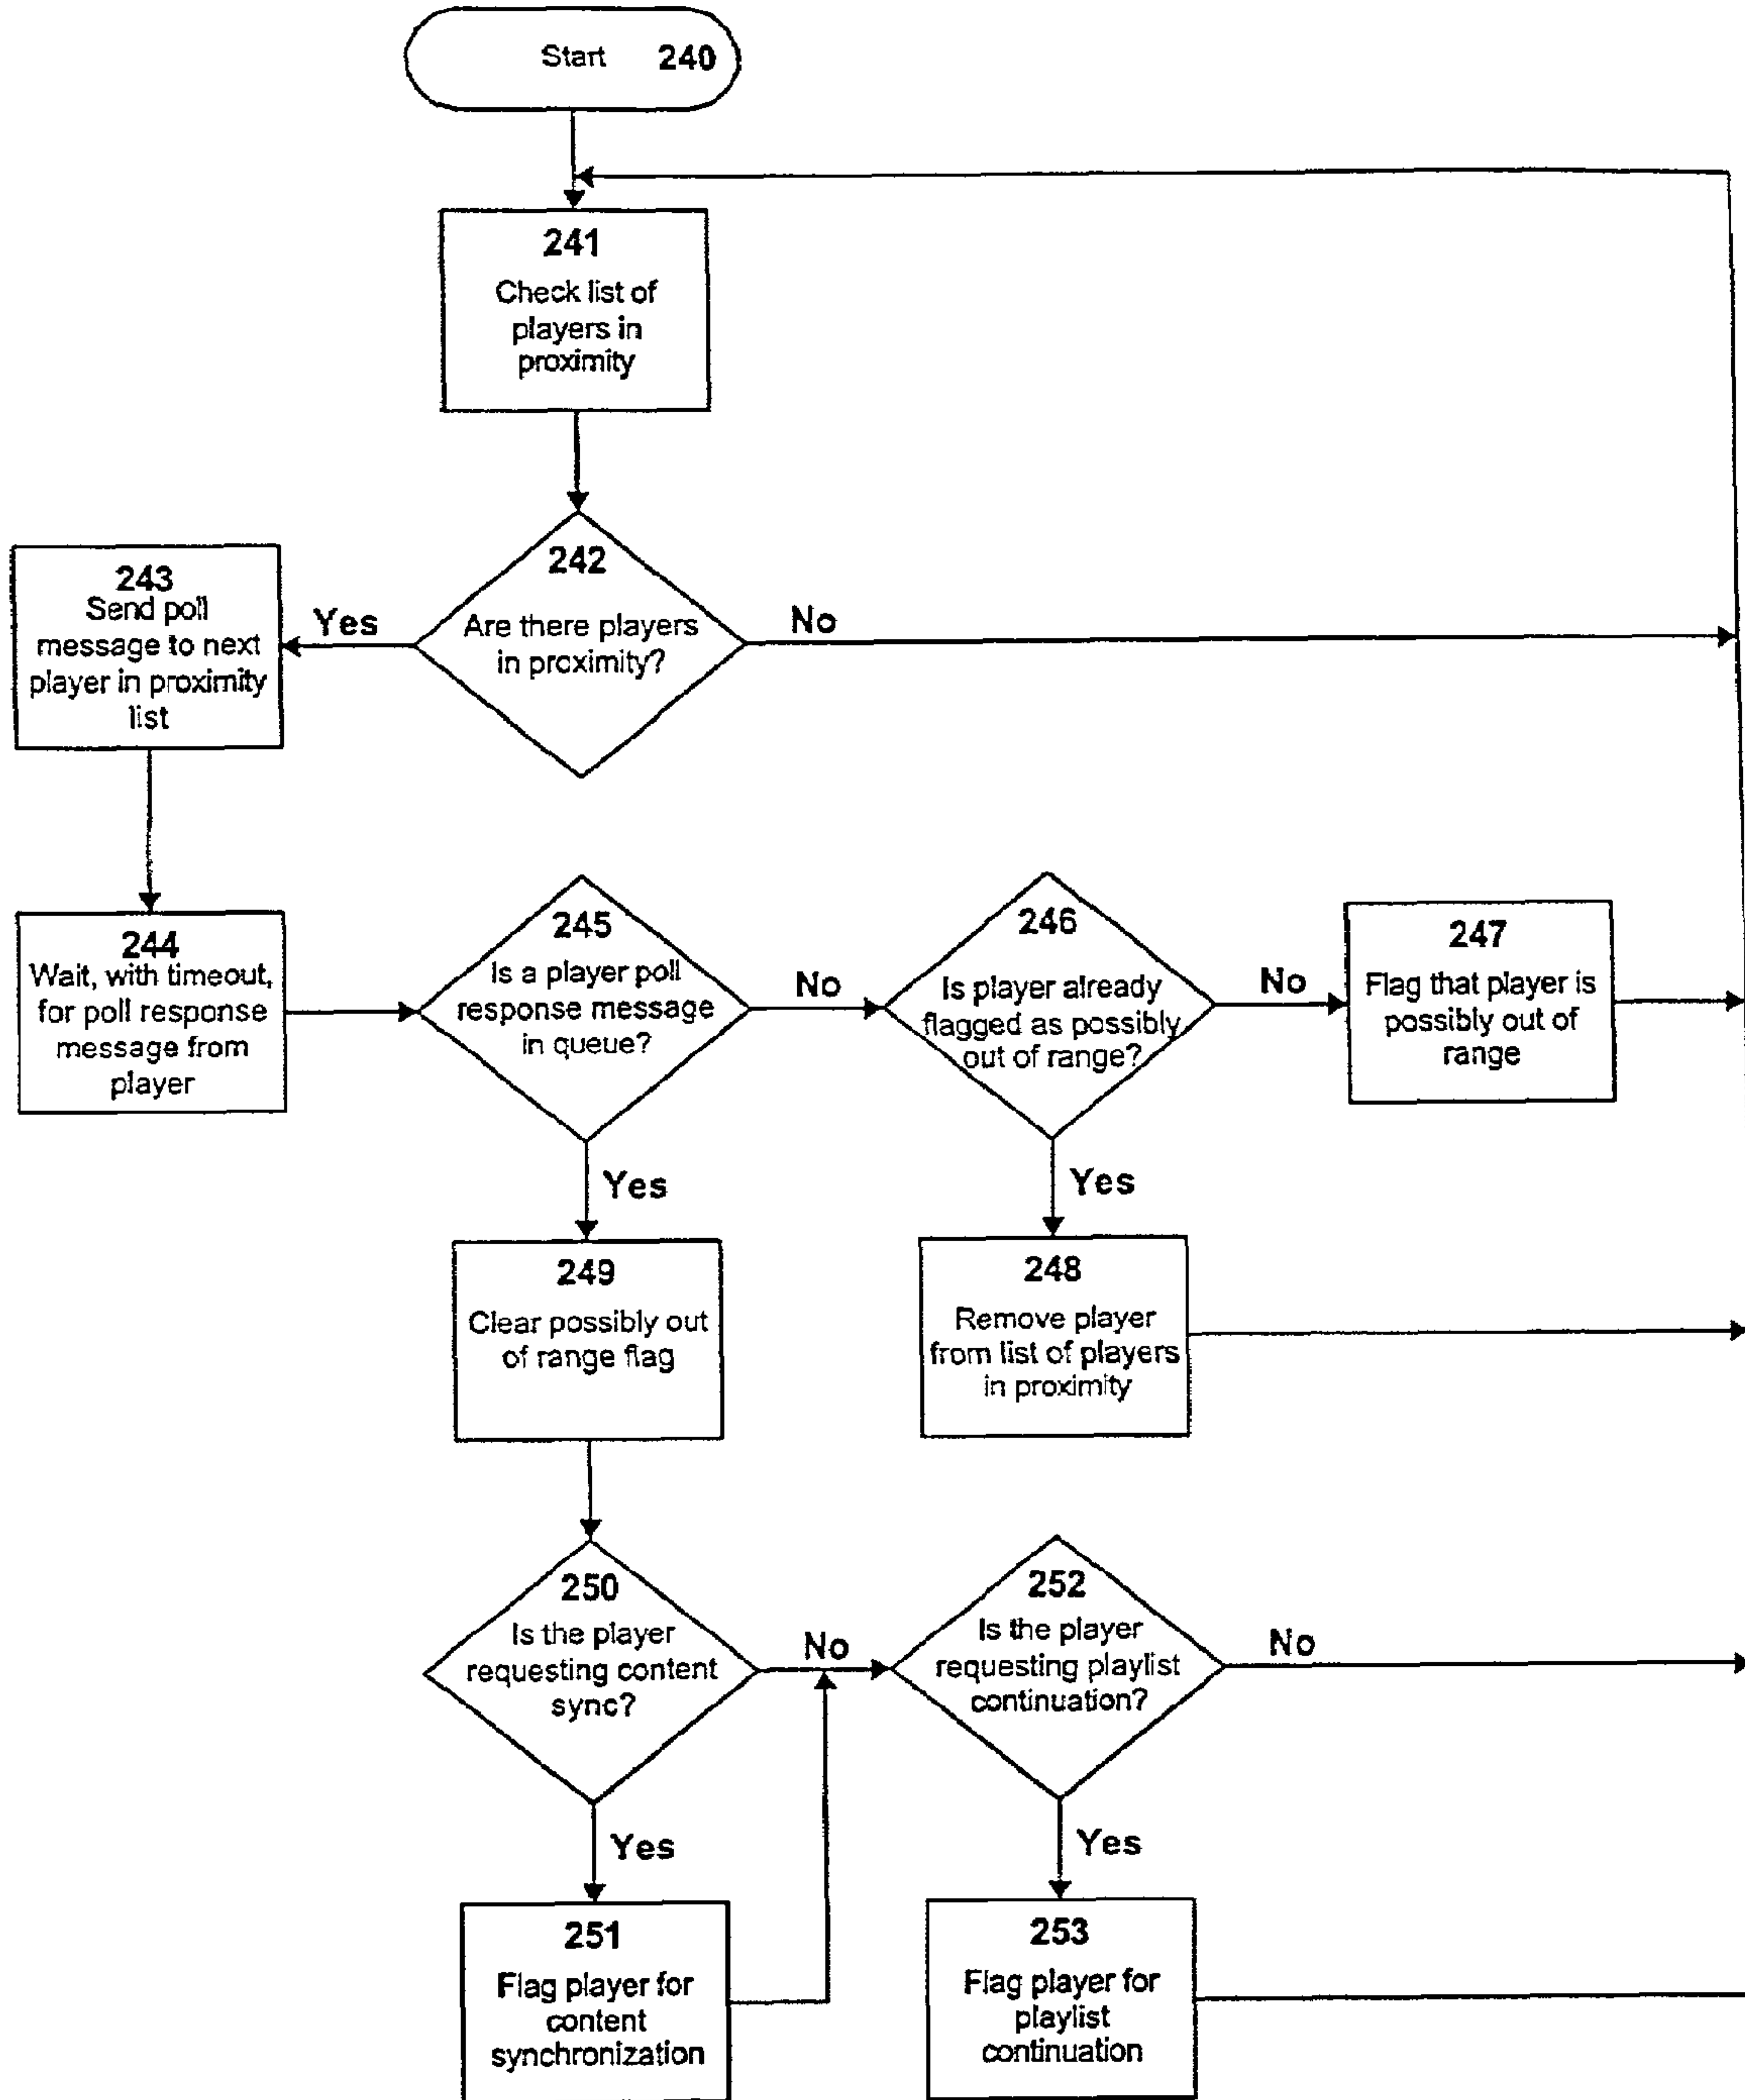 Start 240
241
Check list of
players in
proximity
242
Are there players
in proximity?
Yes
No
243
Send poll
message to next
player in proximity
list
244
Wait, with timeout,
for poll response
message from
player
245
Is a player poll
response message
in queue?
No
246
Is player already
flagged as possibly
out of range?
No
247
Flag that player is
possibly out of
range
Yes
Yes
249
Clear possibly out
of range flag
248
Remove player
from list of players
in proximity
250
Is the player
requesting content
sync?
No
252
Is the player
requesting playlist
continuation?
No
Yes
Yes
251
Flag player for
content
synchronization
253
Flag player for
playlist
continuation